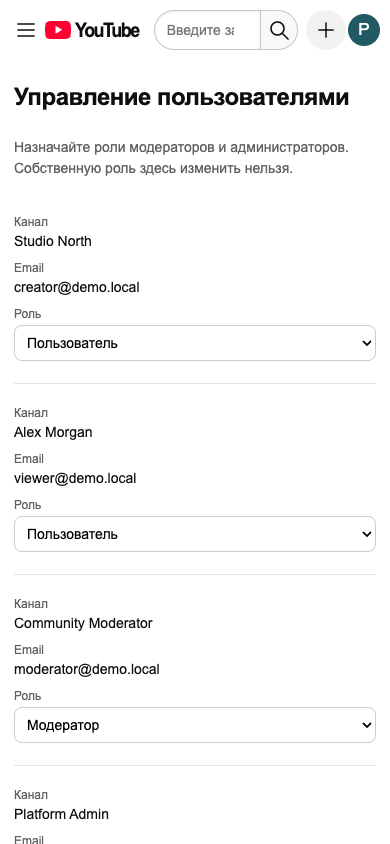 YouTube
Введите за
P
Управление пользователями
Назначайте роли модераторов и администраторов.
Собственную роль здесь изменить нельзя.
Канал
Studio North
Email
creator@demo.local
Роль
Пользователь
Канал
Alex Morgan
Email
viewer@demo.local
Роль
Пользователь
Канал
Community Moderator
Email
moderator@demo.local
Роль
Модератор
Канал
Platform Admin
Email